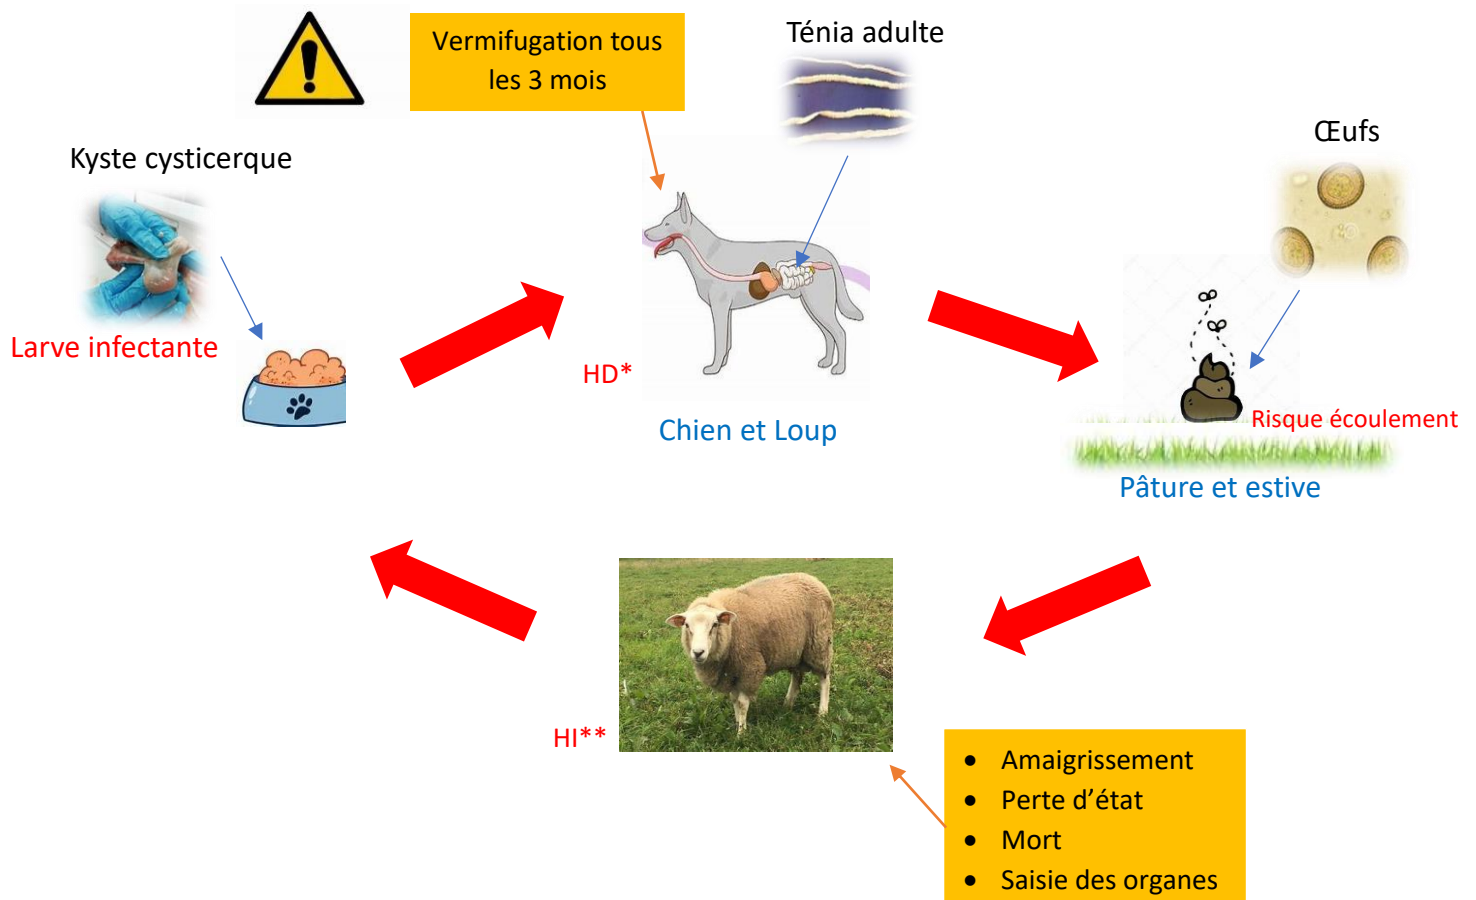 Vermifugation tous
les 3 mois
Ténia adulte
Œufs
Kyste cysticerque
Larve infectante
HD*
Chien et Loup
Risque écoulement
Pâture et estive
HI**
• Amaigrissement
• Perte d’état
• Mort
• Saisie des organes